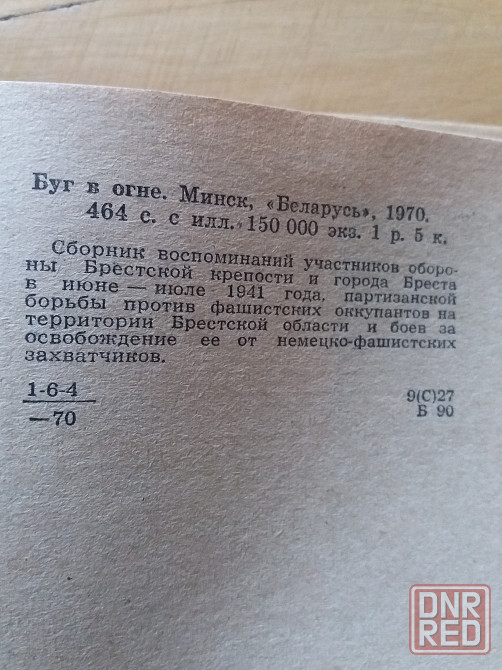 Буг в огне. Минск, «Беларусь», 1970.
464 с. с илл. 150 000 экз. 1 р. 5 к.
Сборник воспоминаний участников оборо-
ны Брестской крепости и города Бреста
в июне — июле 1941 года, партизанской
борьбы против фашистских оккупантов на
территории Брестской области и боев за
освобождение ее от немецко-фашистских
захватчиков.
1-6-4
—70
9(С)27
Б 90
DNR
RED